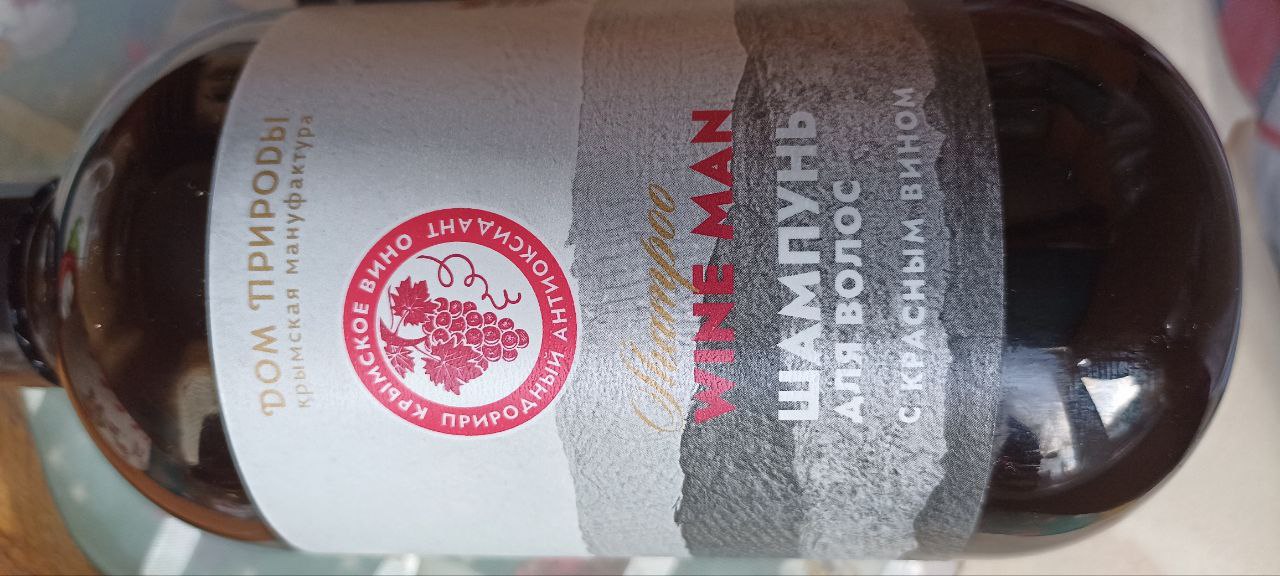 ДОМ ПРИРОДЫ
крымская мануфактура
КРЫМСКОЕ ВИНО
ПРИРОДНЫЙ АНТИОКСИДАНТ
Shampoo
WINE MAN
ШАМПУНЬ
ДЛЯ ВОЛОС
С КРАСНЫМ ВИНОМ